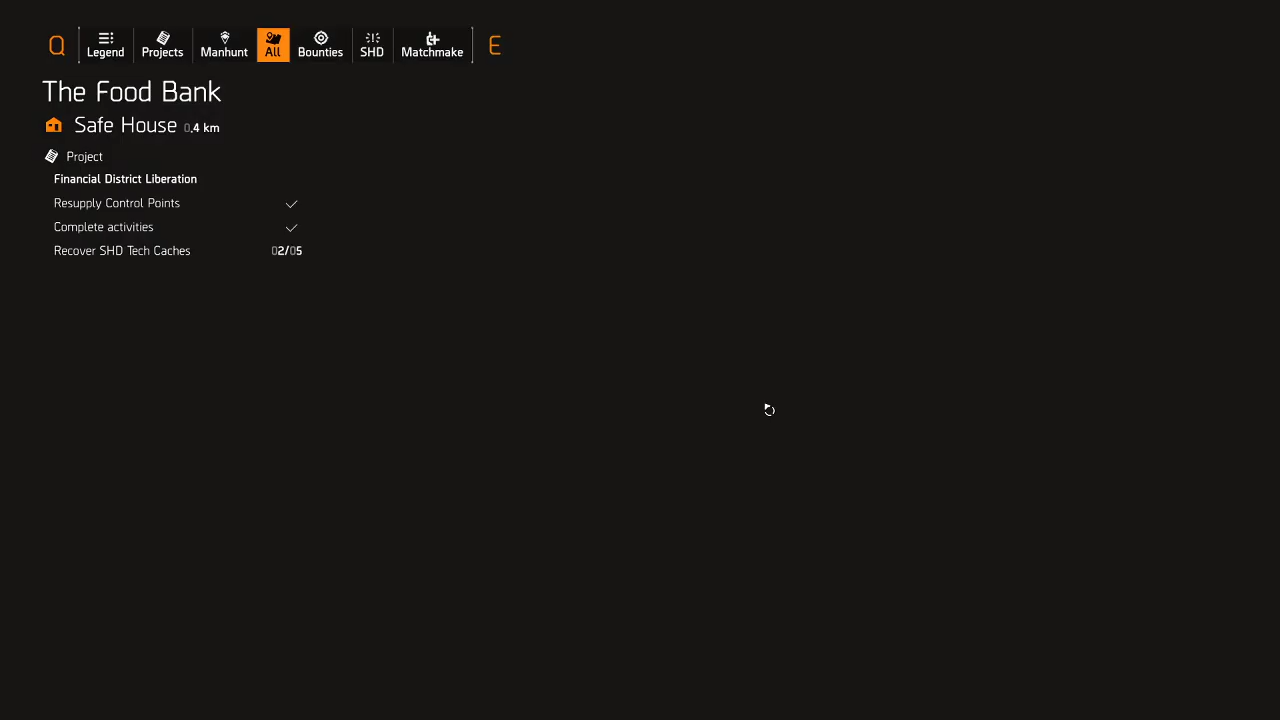 Q Legend Projects Manhunt All Bounties SHD Matchmake E
The Food Bank
Safe House 0.4 km
Project
Financial District Liberation
Resupply Control Points
Complete activities
Recover SHD Tech Caches 02/05